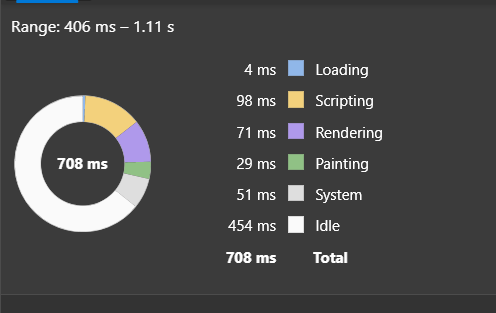 Range: 406 ms – 1.11 s
4 ms Loading
98 ms Scripting
71 ms Rendering
708 ms
29 ms Painting
51 ms System
454 ms Idle
708 ms Total